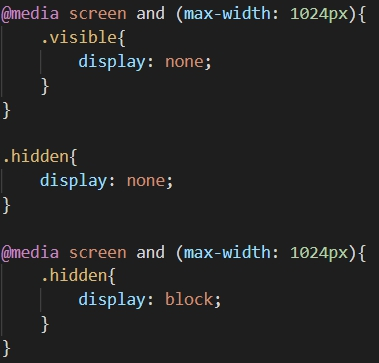 @media screen and (max-width: 1024px){
    .visible{
        display: none;
    }
}

.hidden{
    display: none;
}

@media screen and (max-width: 1024px){
    .hidden{
        display: block;
    }
}